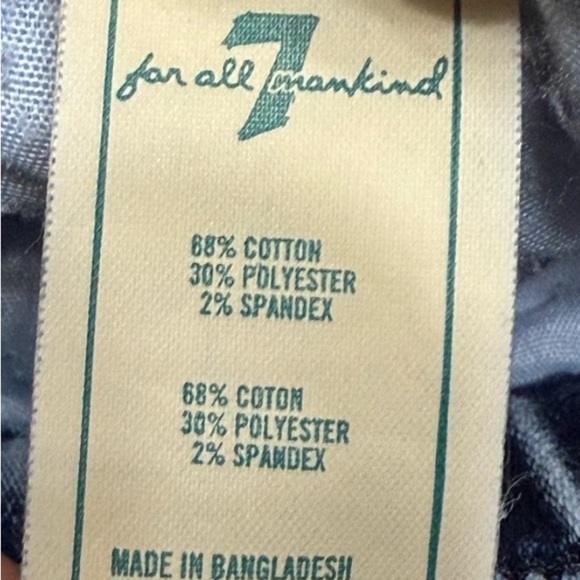 for all 7 mankind
68% COTTON
30% POLYESTER
2% SPANDEX
68% COTON
30% POLYESTER
2% SPANDEX
MADE IN BANGLADESH